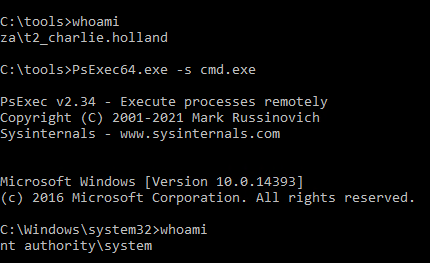 C:\tools>whoami
za\t2_charlie.holland
C:\tools>PsExec64.exe -s cmd.exe
PsExec v2.34 - Execute processes remotely
Copyright (C) 2001-2021 Mark Russinovich
Sysinternals - www.sysinternals.com
Microsoft Windows [Version 10.0.14393]
(c) 2016 Microsoft Corporation. All rights reserved.
C:\Windows\system32>whoami
nt authority\system